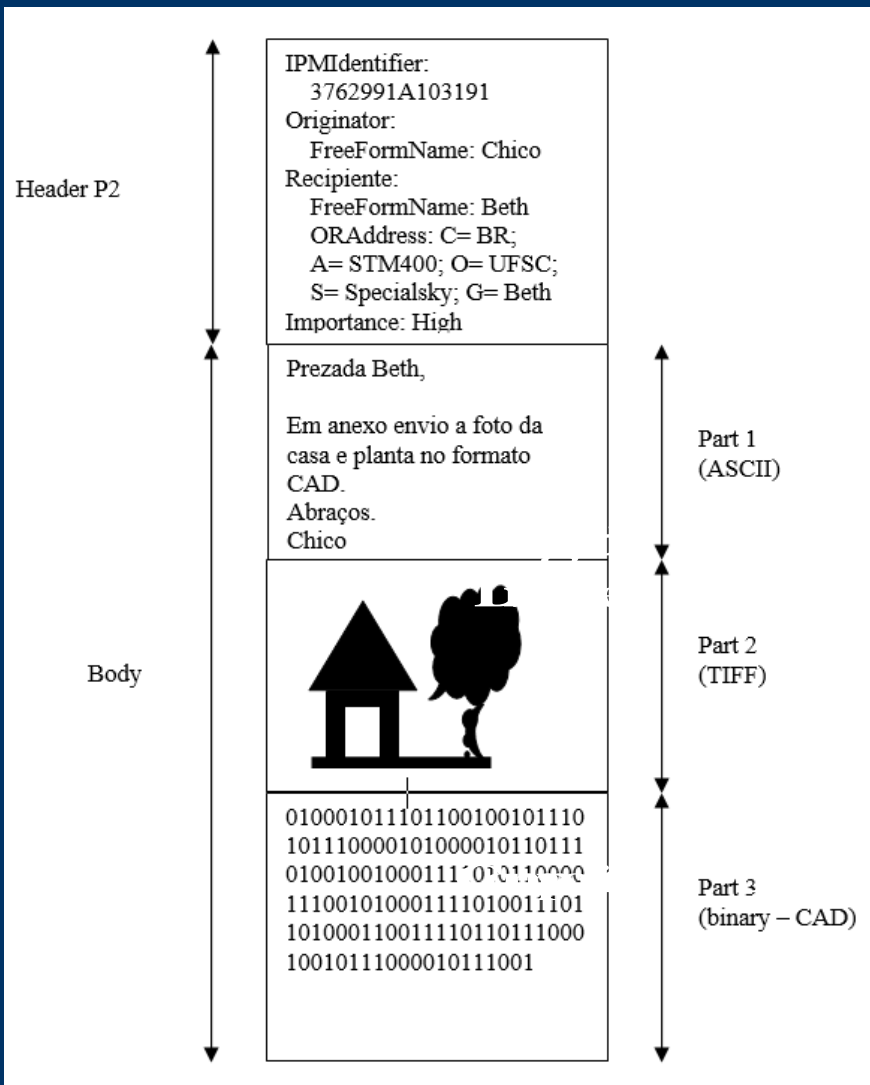 Header P2
IPMIdentifier:
3762991A103191
Originator:
FreeFormName: Chico
Recipiente:
FreeFormName: Beth
ORAddress: C= BR;
A= STM400; O= UFSC;
S= Specialsky; G= Beth
Importance: High
Body
Prezada Beth,
Em anexo envio a foto da
casa e planta no formato
CAD.
Abraços.
Chico
Part 1
(ASCII)
Part 2
(TIFF)
010001011101100100101110
101110000101000010110111
111001010001111010011101
101000110011110110111000
10010111000010111001
Part 3
(binary – CAD)